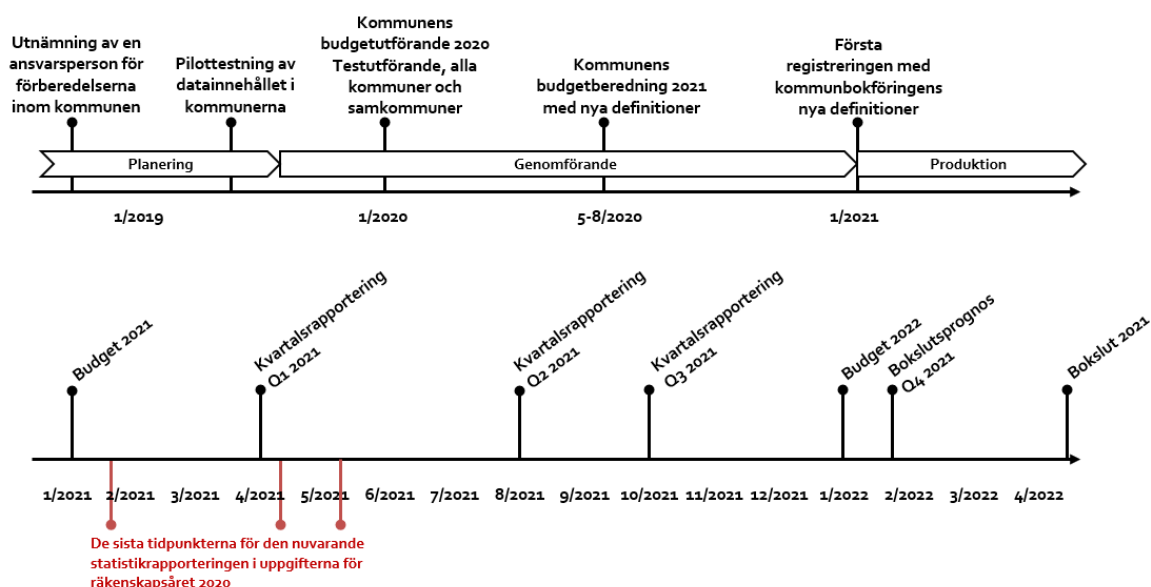 Utnämning av en
ansvarsperson för
förberedelserna
inom kommunen
Pilottestning av
datainnehållet i
kommunerna
Kommunens
budgetutförande 2020
Testutförande, alla
kommuner och
samkommuner
Kommunens
budgetberedning 2021
med nya definitioner
Första
registreringen med
kommunbokföringens
nya definitioner
Planering
Genomförande
Produktion
1/2019
1/2020
5-8/2020
1/2021
Budget 2021
Kvartalsrapportering
Q1 2021
Kvartalsrapportering
Q2 2021
Kvartalsrapportering
Q3 2021
Budget 2022
Bokslutsprognos
Q4 2021
Bokslut 2021
1/2021
2/2021
3/2021
4/2021
5/2021
6/2021
7/2021
8/2021
9/2021
10/2021
11/2021
12/2021
1/2022
2/2022
3/2022
4/2022
De sista tidpunkterna för den nuvarande
statistikrapporteringen i uppgifterna för
räkenskapsåret 2020